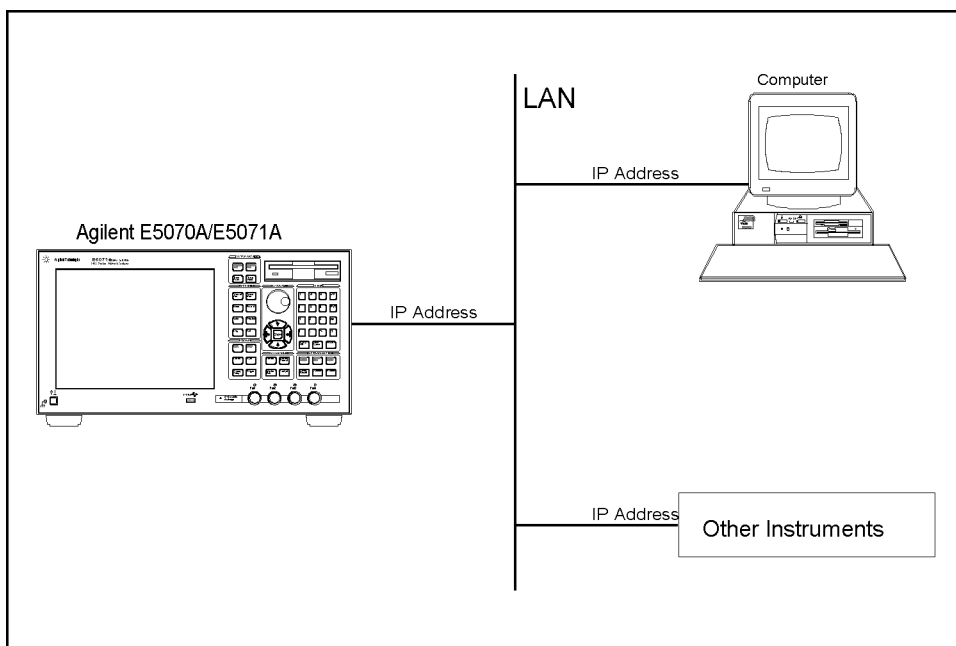 Computer
LAN
IP Address
Agilent E5070A/E5071A
IP Address
IP Address
Other Instruments